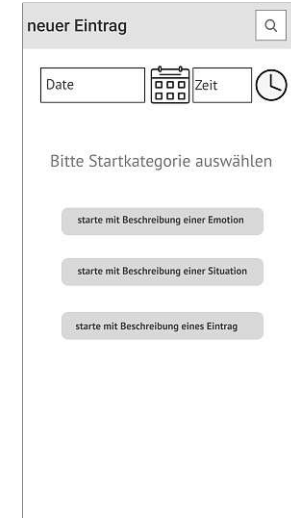 neuer Eintrag
Date Zeit
Bitte Startkategorie auswählen
starte mit Beschreibung einer Emotion
starte mit Beschreibung einer Situation
starte mit Beschreibung eines Eintrag